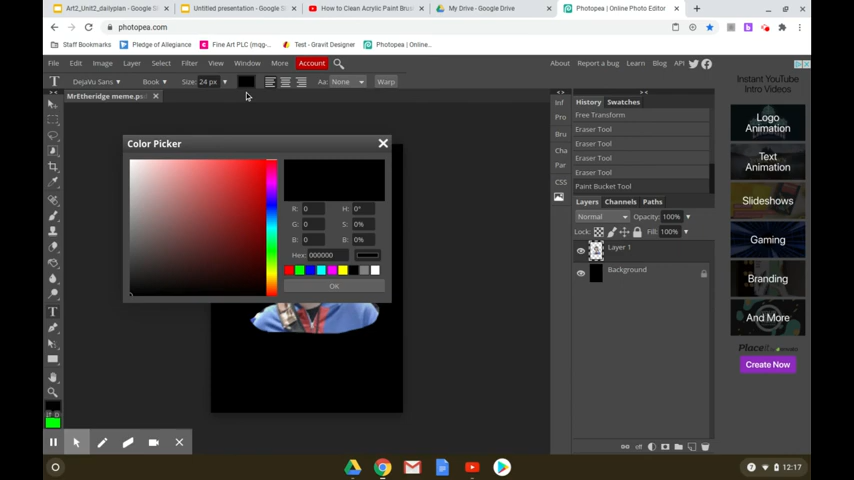 Art2_Unit2_dailyplan - Google Sl
Untitled presentation - Google Sl
How to Clean Acrylic Paint Brus
My Drive - Google Drive
Photopea | Online Photo Editor
photopea.com
Staff Bookmarks
Pledge of Allegiance
Fine Art PLC (mqg-...
Test - Gravit Designer
Photopea | Online...
File Edit Image Layer Select Filter View Window More Account
About Report a bug Learn Blog API
DejaVu Sans Book Size: 24 px Aa: None Warp
MrEtheridge meme.ps
Color Picker
R: 0 H: 0°
G: 0 S: 0%
B: 0 B: 0%
Hex: 000000
OK
Inf
Pro
Bru
Cha
Par
CSS
History Swatches
Free Transform
Eraser Tool
Eraser Tool
Eraser Tool
Eraser Tool
Paint Bucket Tool
Layers Channels Paths
Normal Opacity: 100%
Lock: Fill: 100%
Layer 1
Background
Instant YouTube
Intro Videos
Logo
Animation
Text
Animation
Slideshows
Gaming
Branding
And More
Placeit
Create New
12:17